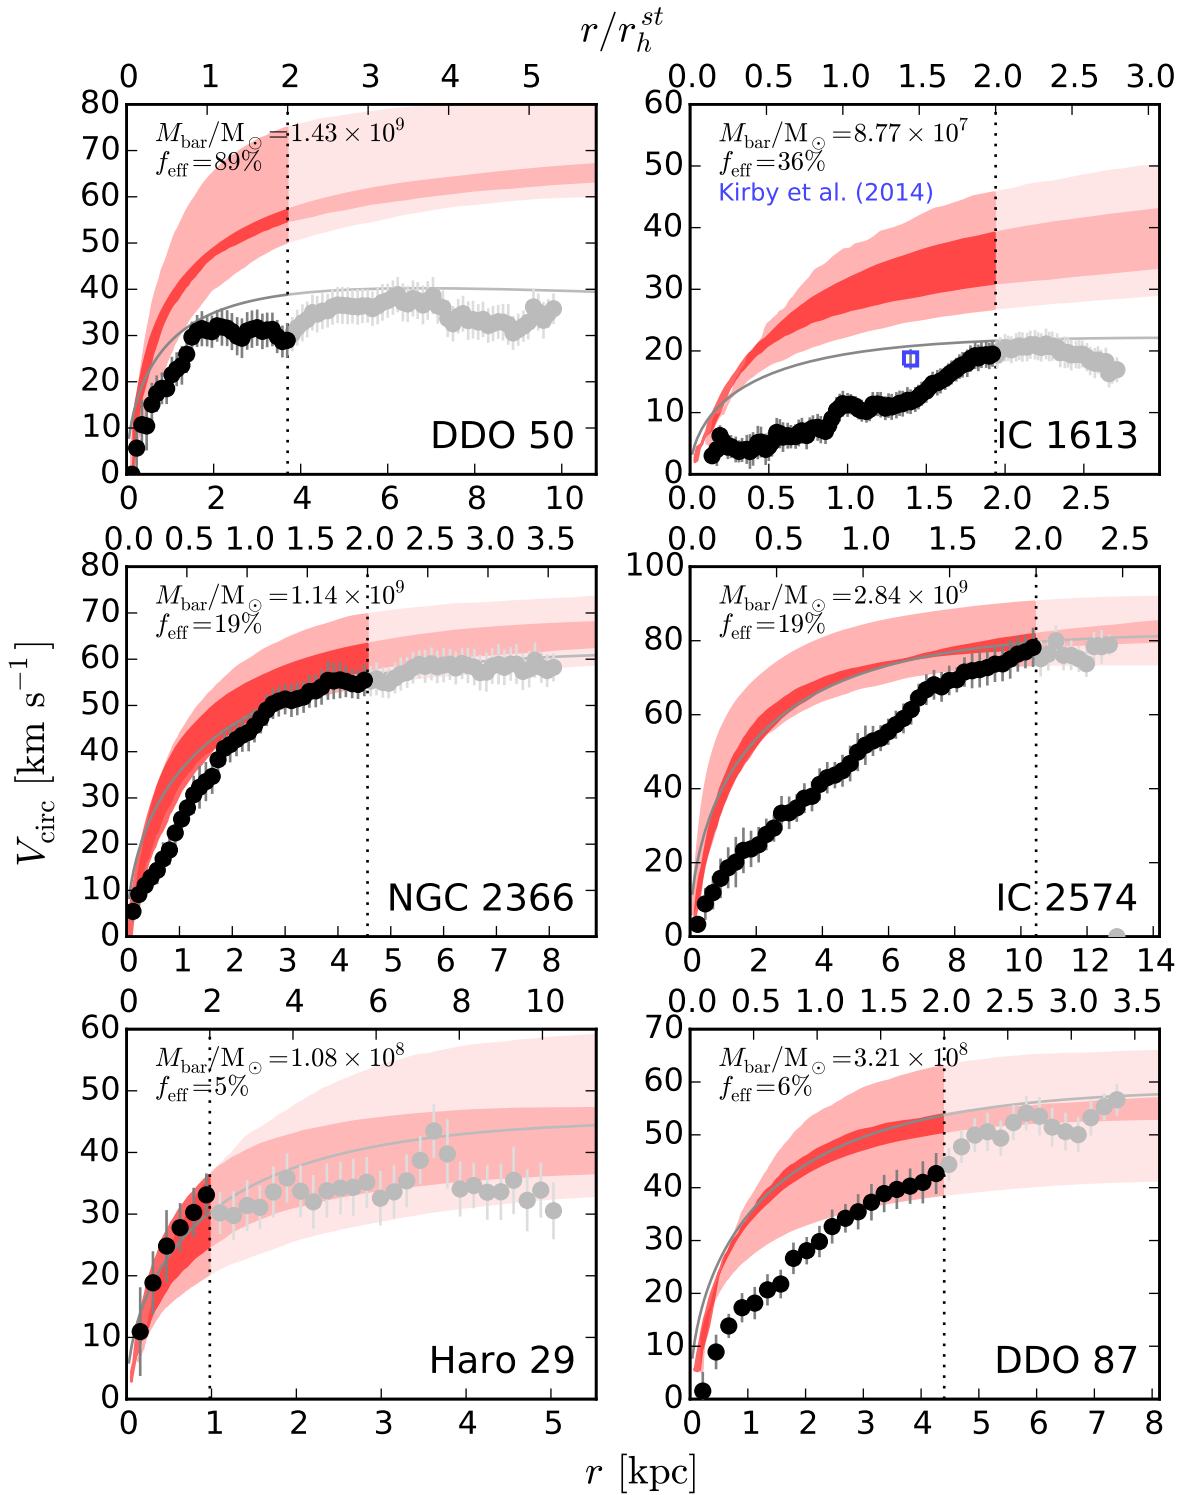 r/r_h^{st}
0 1 2 3 4 5
0.0 0.5 1.0 1.5 2.0 2.5 3.0
80
70
60
50
40
30
20
10
0
M_bar/M_⊙=1.43×10^9
f_eff=89%
DDO 50
0 2 4 6 8 10
60
50
40
30
20
10
0
M_bar/M_⊙=8.77×10^7
f_eff=36%
Kirby et al. (2014)
IC 1613
0.0 0.5 1.0 1.5 2.0 2.5
0.0 0.5 1.0 1.5 2.0 2.5 3.0 3.5
80
70
60
50
40
30
20
10
0
M_bar/M_⊙=1.14×10^9
f_eff=19%
NGC 2366
0 1 2 3 4 5 6 7 8
0.0 0.5 1.0 1.5 2.0 2.5
100
80
60
40
20
0
M_bar/M_⊙=2.84×10^9
f_eff=19%
IC 2574
0 2 4 6 8 10 12 14
V_circ [km s^{-1}]
0 2 4 6 8 10
60
50
40
30
20
10
0
M_bar/M_⊙=1.08×10^8
f_eff=5%
Haro 29
0 1 2 3 4 5
0.0 0.5 1.0 1.5 2.0 2.5 3.0 3.5
70
60
50
40
30
20
10
0
M_bar/M_⊙=3.21×10^8
f_eff=6%
DDO 87
0 1 2 3 4 5 6 7 8
r [kpc]